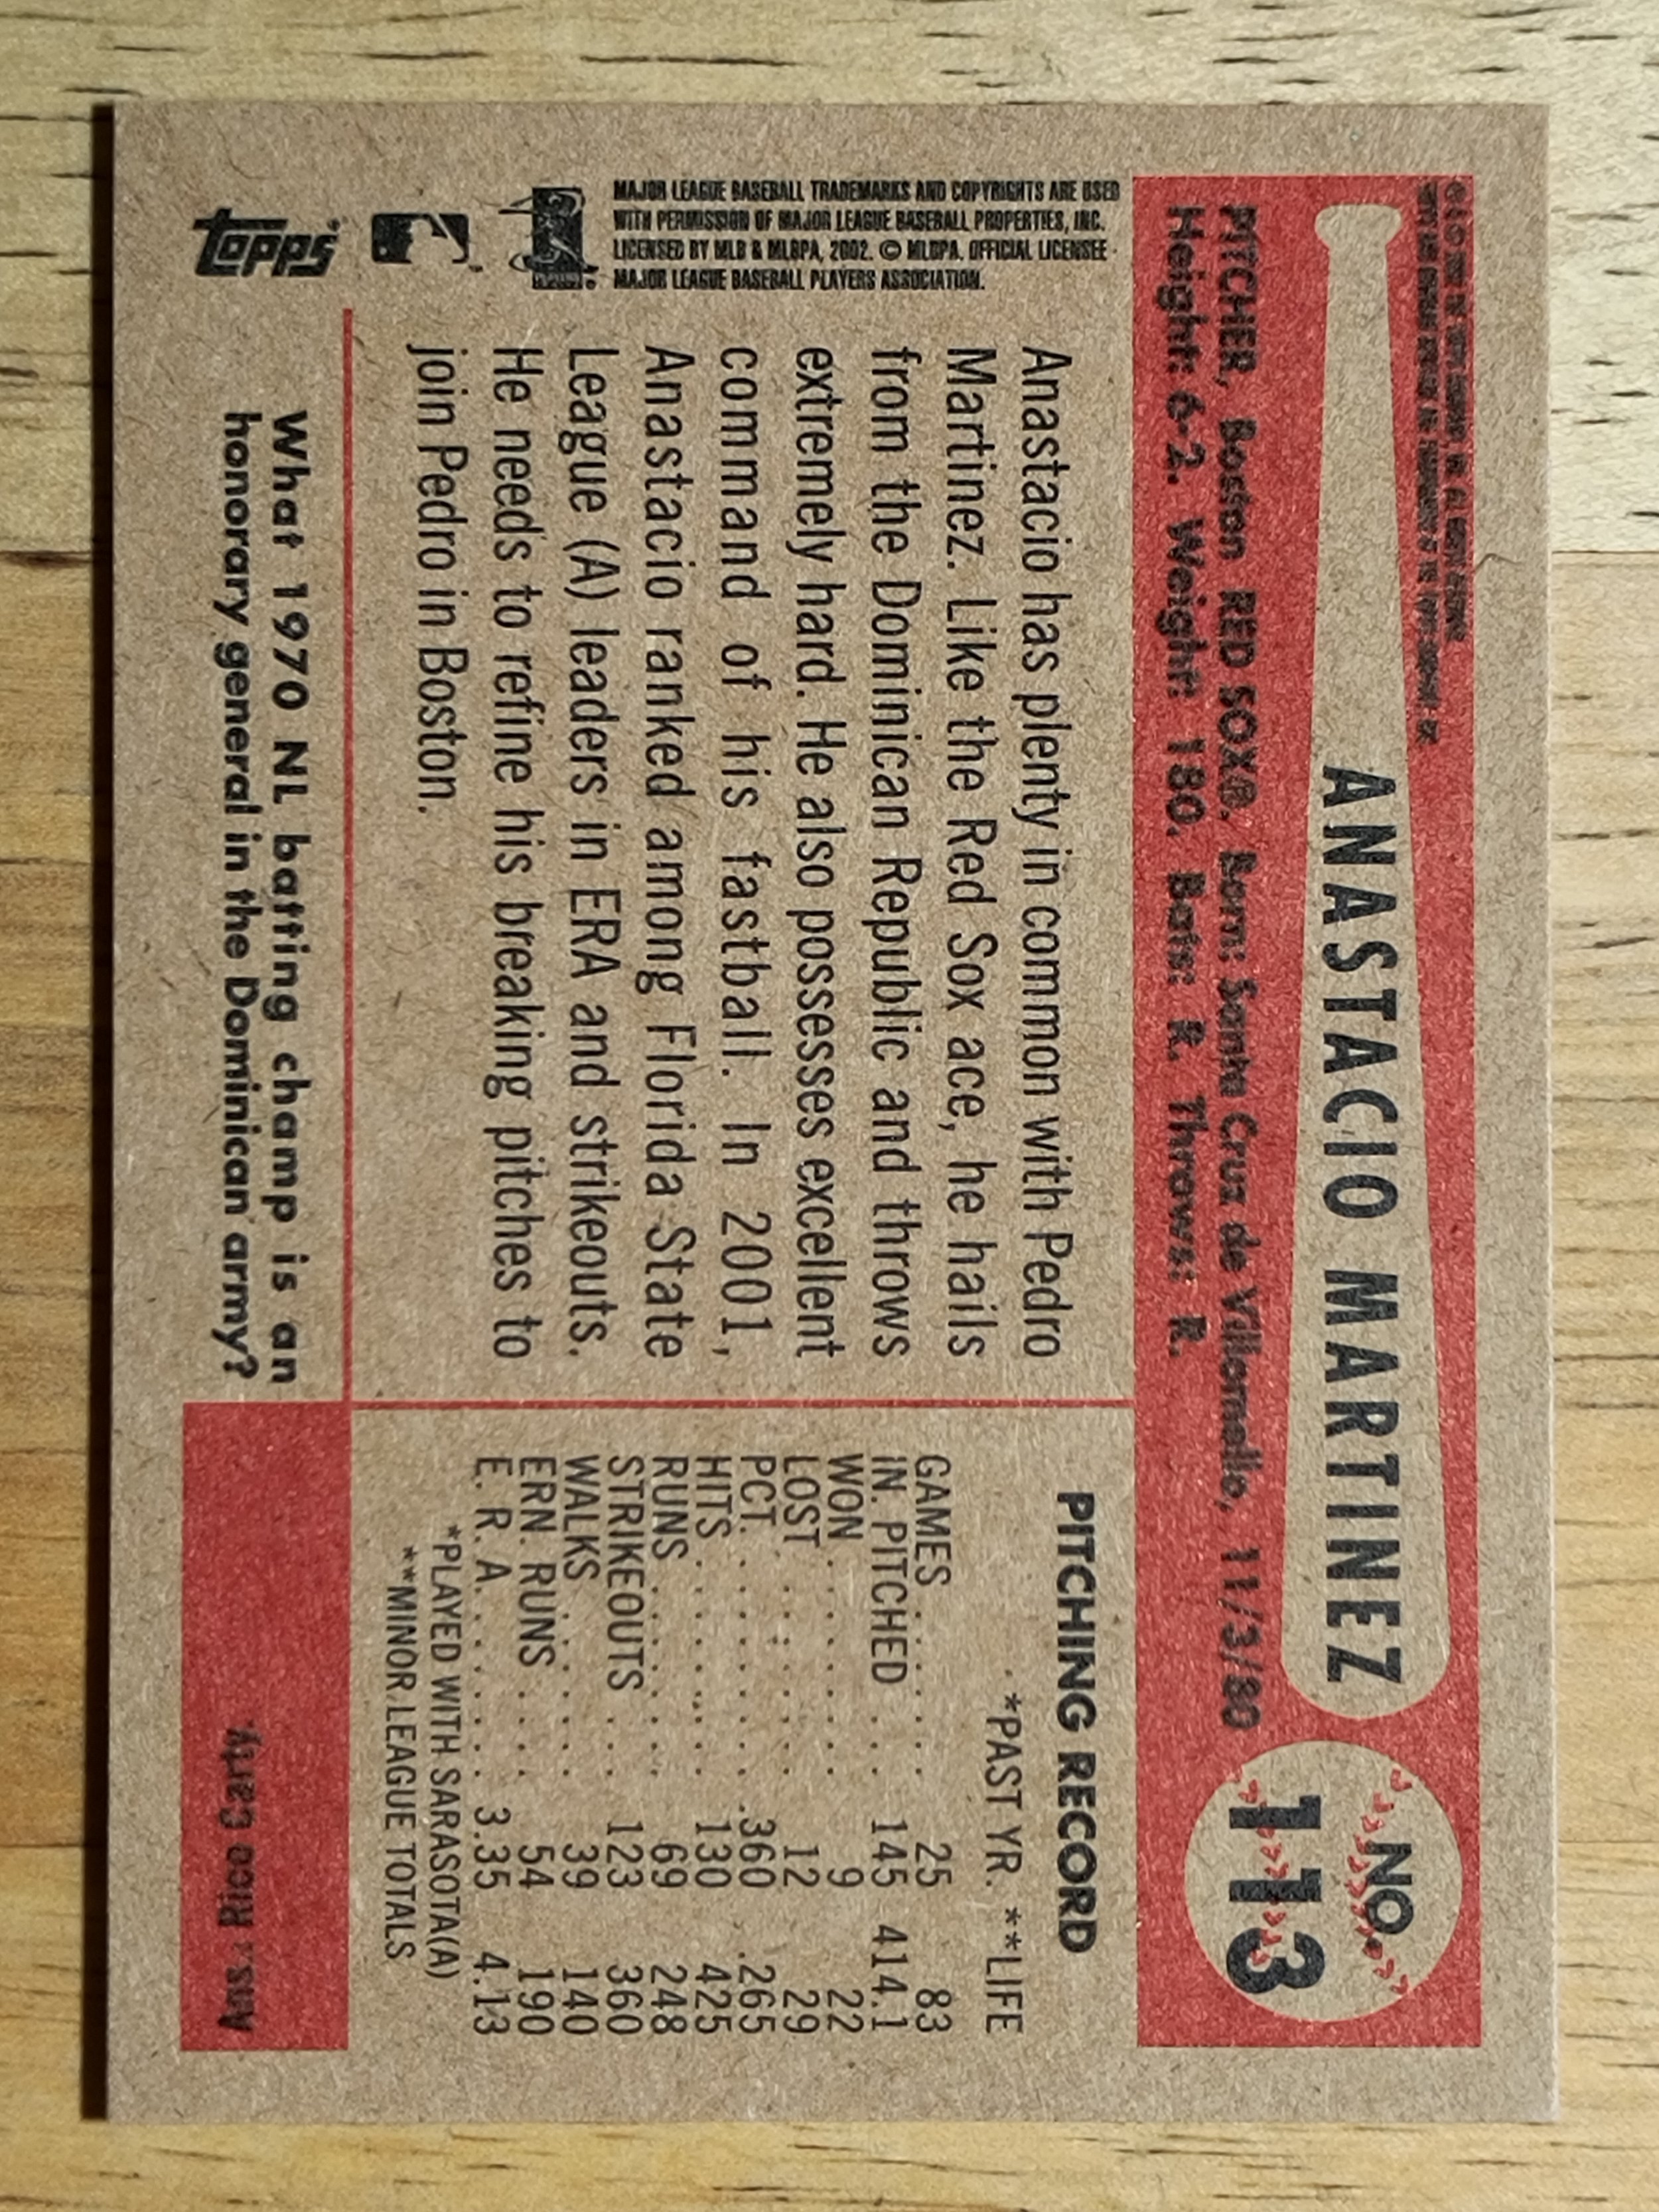 ANASTACIO MARTINEZ
NO.
113
PITCHER, Boston RED SOX®. Born: Santa Cruz de Villamello, 11/3/80
Height: 6-2. Weight: 180. Bats: R. Throws: R.
Anastacio has plenty in common with Pedro
Martinez. Like the Red Sox ace, he hails
from the Dominican Republic and throws
extremely hard. He also possesses excellent
command of his fastball. In 2001,
Anastacio ranked among Florida State
League (A) leaders in ERA and strikeouts.
He needs to refine his breaking pitches to
join Pedro in Boston.
PITCHING RECORD
*PAST YR. **LIFE
GAMES 25 83
IN. PITCHED 145 414.1
WON 9 22
LOST 12 29
PCT. .360 .265
HITS 130 425
RUNS 69 248
STRIKEOUTS 123 360
WALKS 39 140
ERN. RUNS 54 190
E. R. A. 3.35 4.13
*PLAYED WITH SARASOTA(A)
**MINOR LEAGUE TOTALS
MAJOR LEAGUE BASEBALL TRADEMARKS AND COPYRIGHTS ARE USED
WITH PERMISSION OF MAJOR LEAGUE BASEBALL PROPERTIES, INC.
LICENSED BY MLB & MLBPA, 2002. © MLBPA. OFFICIAL LICENSEE -
MAJOR LEAGUE BASEBALL PLAYERS ASSOCIATION.
topps
What 1970 NL batting champ is an
honorary general in the Dominican army?
Ans.: Rico Carty